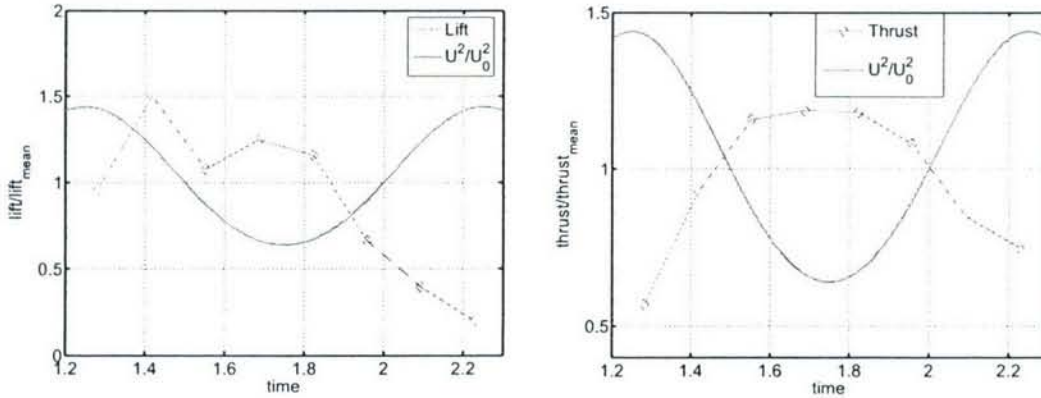 2
1.5
1
0.5
0
1.2 1.4 1.6 1.8 2 2.2
lift/lift_mean
time
Lift
U²/U₀²
1.5
1
0.5
1.2 1.4 1.6 1.8 2 2.2
thrust/thrust_mean
time
Thrust
U²/U₀²